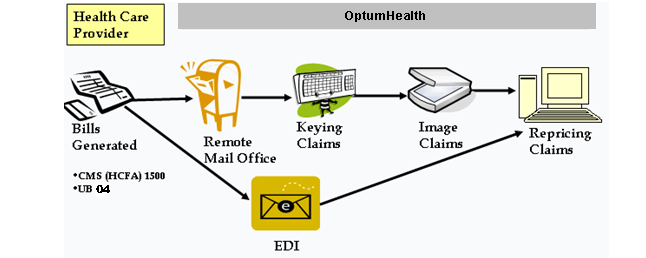 Health Care
Provider
OptumHealth
Bills
Generated
•CMS (HCFA) 1500
•UB 04
Remote
Mail Office
Keying
Claims
Image
Claims
Repricing
Claims
e
EDI